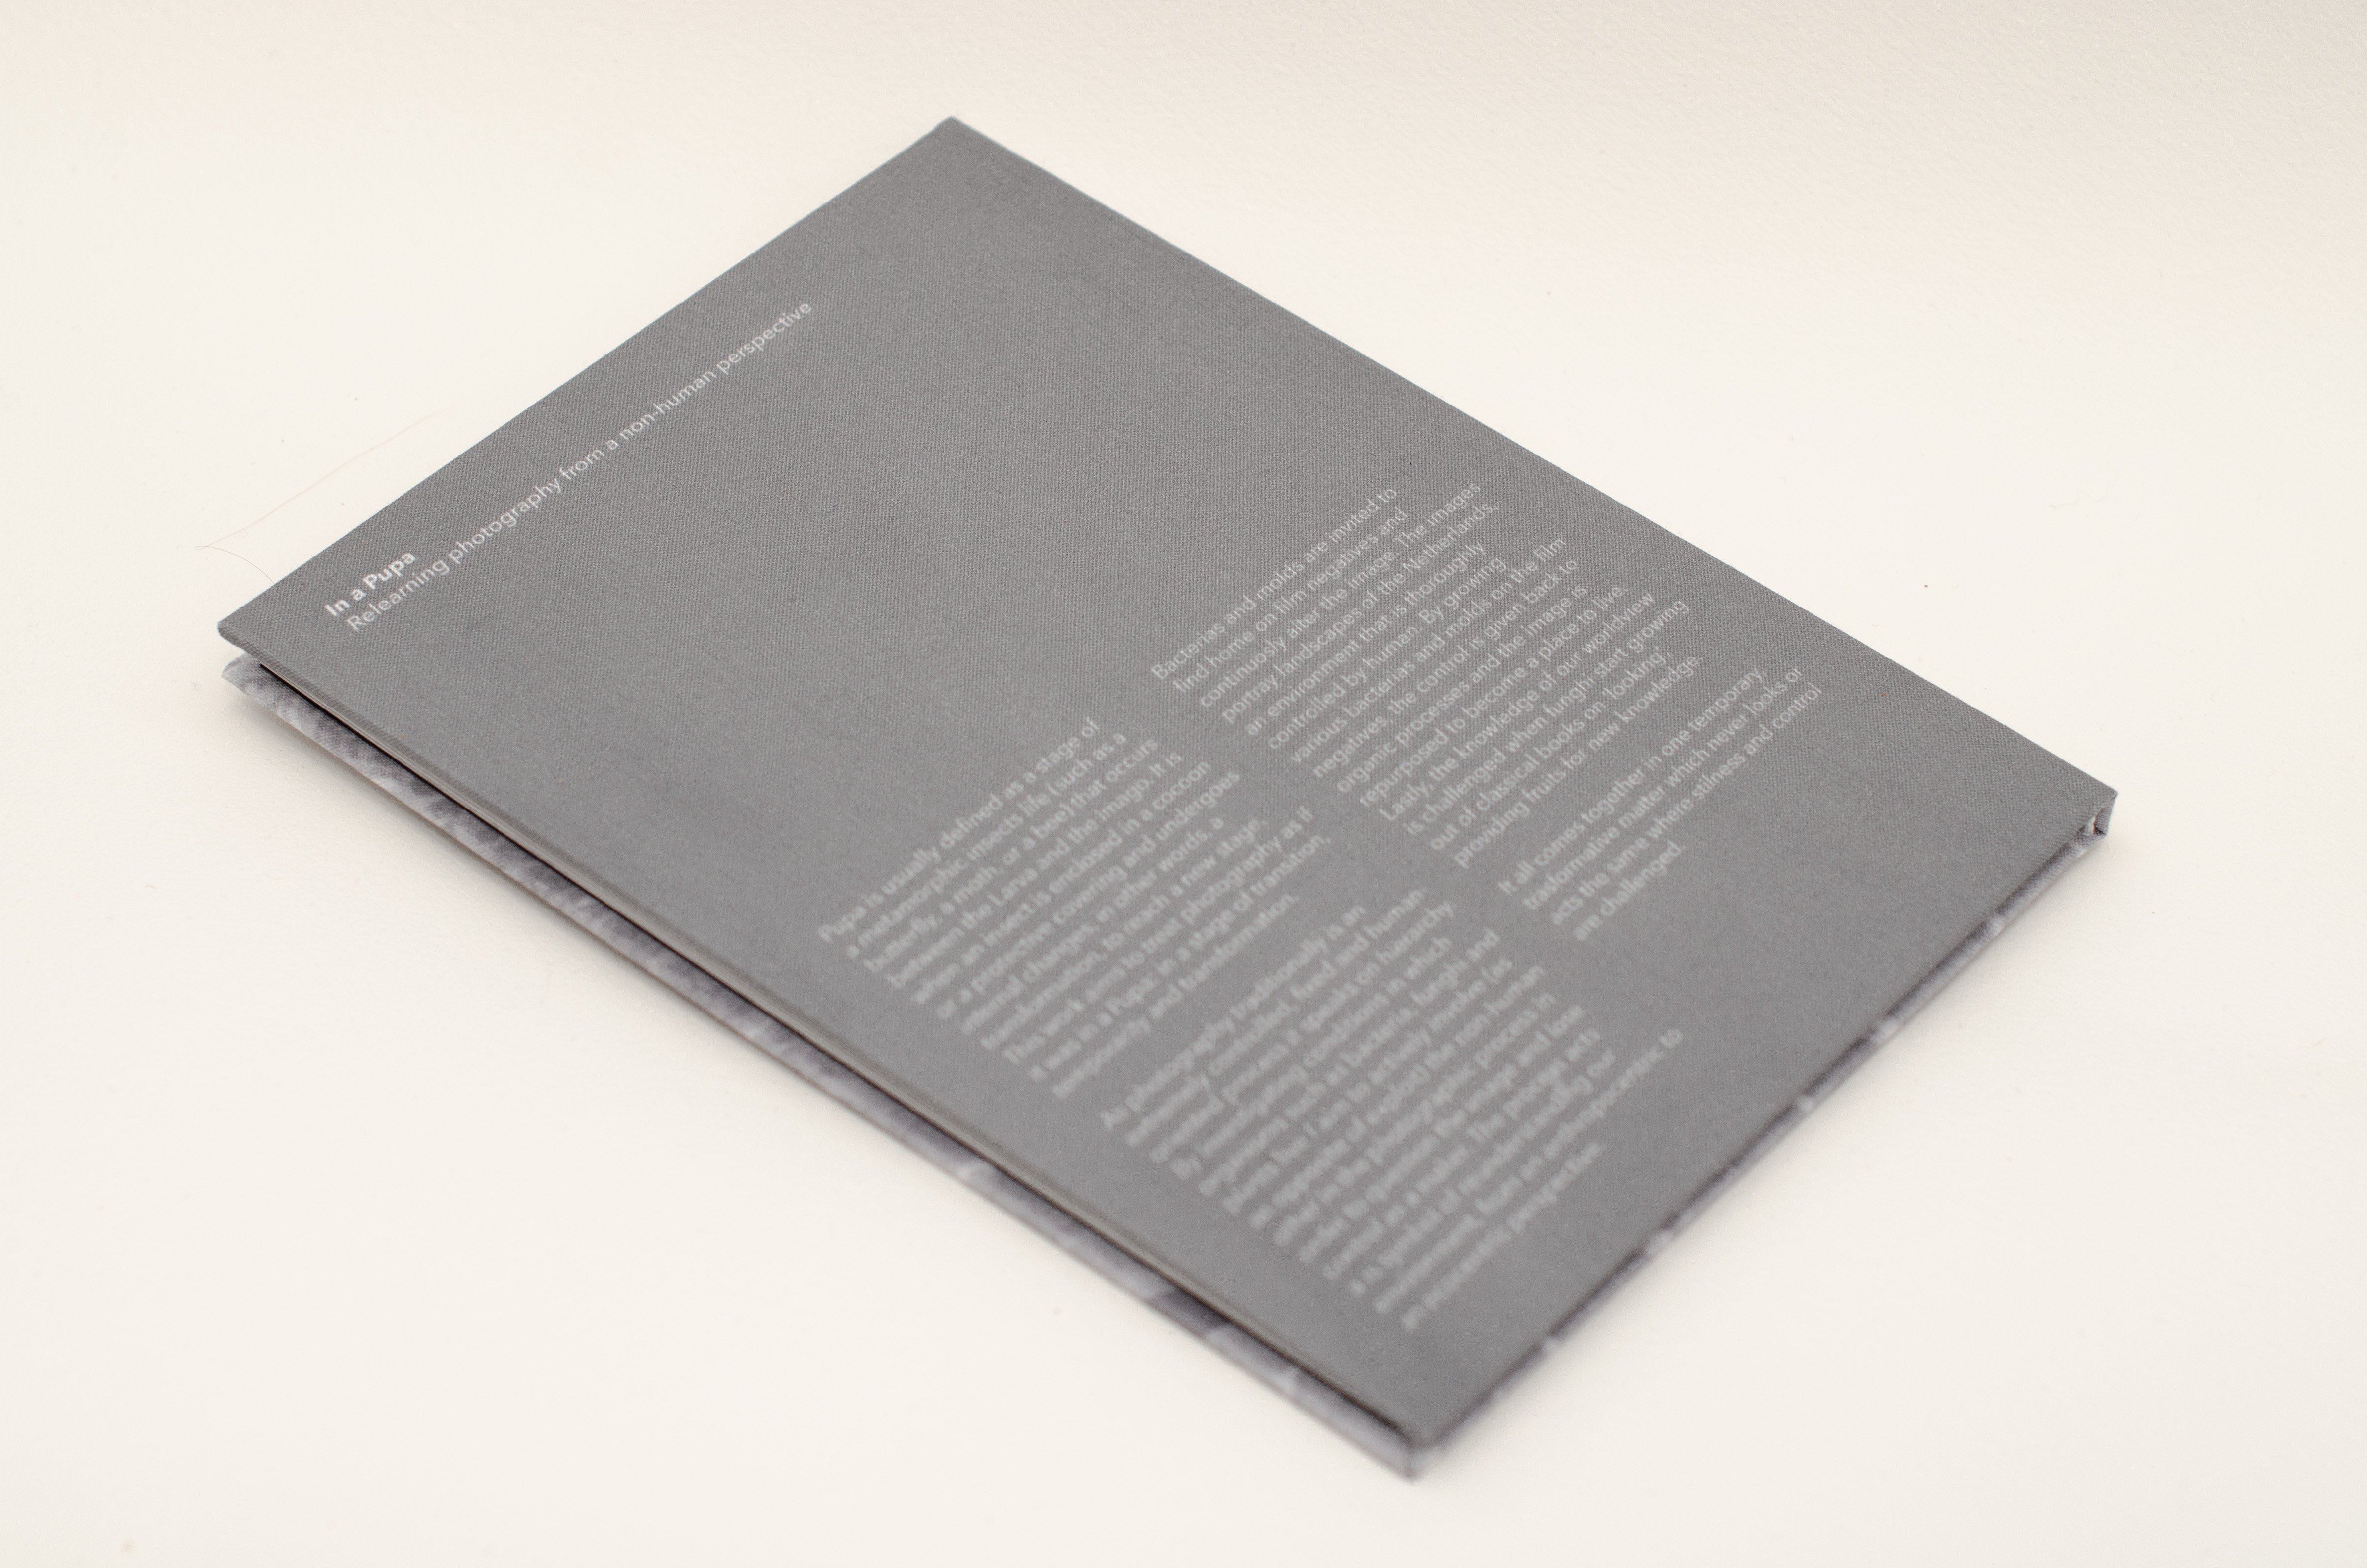 In a Pupa
Relearning photography from a non-human perspective
Pupa is usually defined as a stage of
a metamorphic insects life (such as a
butterfly, a moth, or a bee) that occurs
between the Larva and the imago. It is
when an insect is enclosed in a cocoon
or a protective covering and undergoes
internal changes, in other words, a
transformation, to reach a new stage.
This work aims to treat photography as if
it was in a Pupa: in a stage of transition,
temporarily and transformation.
As photography traditionally is an
extremely controlled, fixed and human-
oriented process it speaks on hierarchy.
By investigating conditions in which
organisms such as bacteria, funghi and
plants live I aim to actively involve (as
an opposite of exploit) the non-human
other in the photographic process in
order to question the image and lose
control as a maker. The process acts
a is symbol of reunderstanding our
environment, from an anthropocentric to
an ecocentric perspective.
Bacterias and molds are invited to
find home on film negatives and
continuosly alter the image. The images
portray landscapes of the Netherlands,
an environment that is thoroughly
controlled by human. By growing
various bacterias and molds on the film
negatives, the control is given back to
organic processes and the image is
repurposed to become a place to live.
Lastly, the knowledge of our worldview
is challenged when funghi start growing
out of classical books on 'looking',
providing fruits for new knowledge.
It all comes together in one temporary,
trasformative matter which never looks or
acts the same where stilness and control
are challenged.